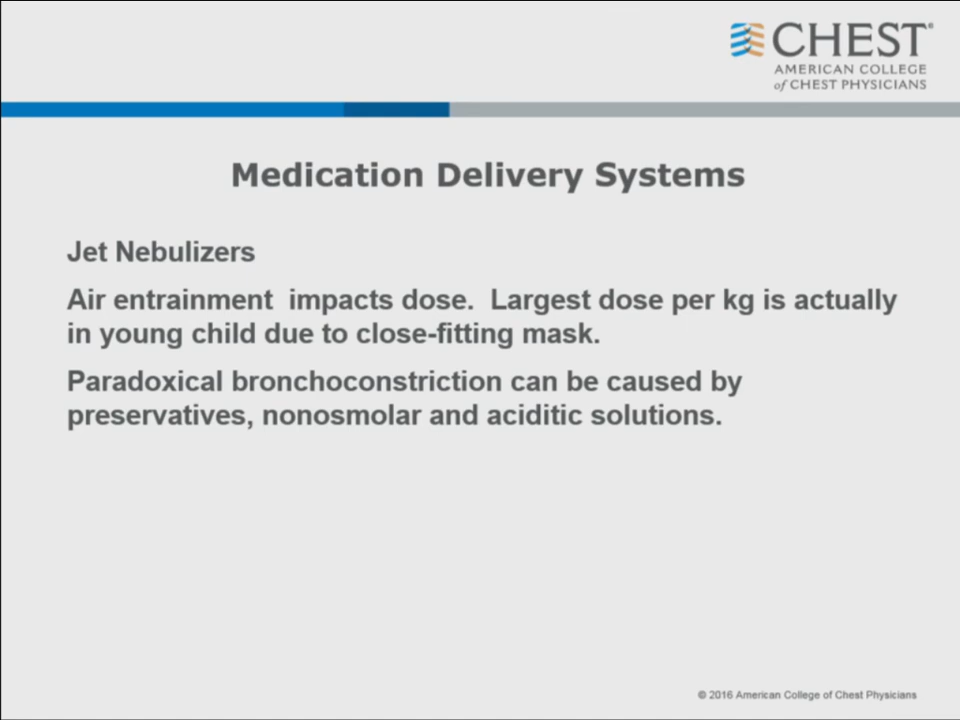 CHEST®
AMERICAN COLLEGE
of CHEST PHYSICIANS
Medication Delivery Systems
Jet Nebulizers
Air entrainment  impacts dose.  Largest dose per kg is actually
in young child due to close-fitting mask.
Paradoxical bronchoconstriction can be caused by
preservatives, nonosmolar and aciditic solutions.
© 2016 American College of Chest Physicians